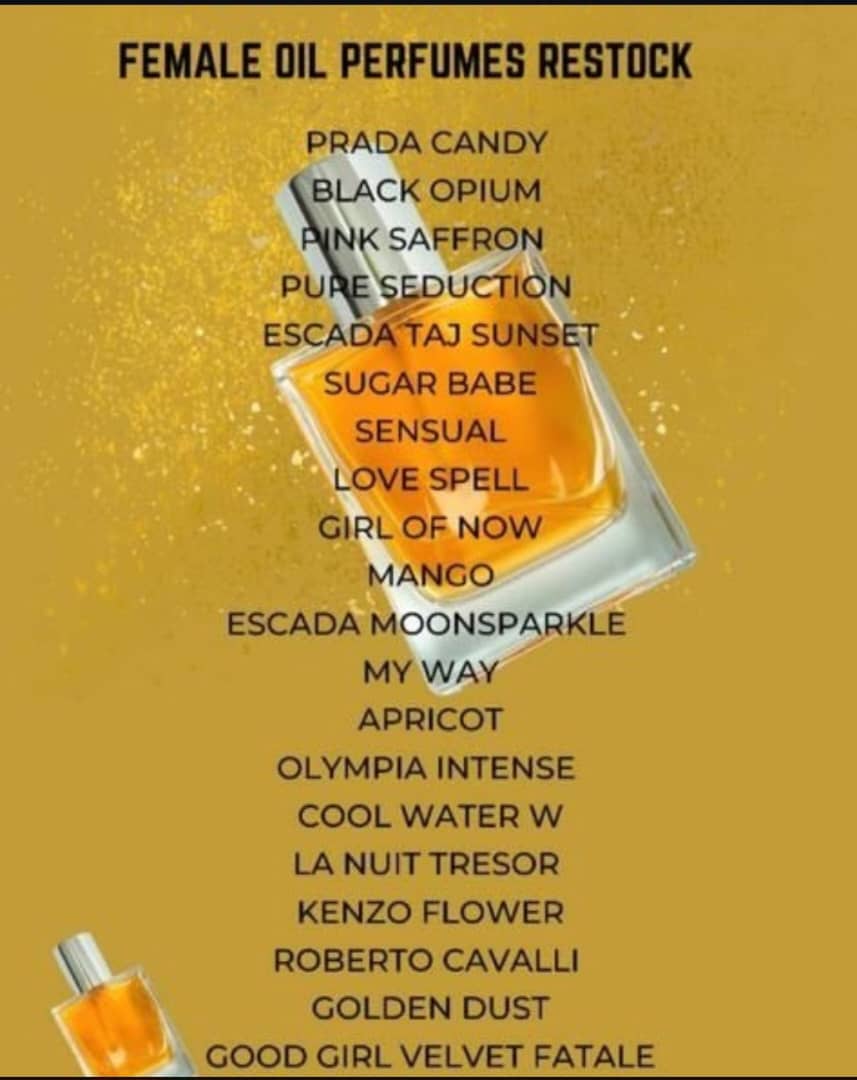 FEMALE OIL PERFUMES RESTOCK
PRADA CANDY
BLACK OPIUM
PINK SAFFRON
PURE SEDUCTION
ESCADA TAJ SUNSET
SUGAR BABE
SENSUAL
LOVE SPELL
GIRL OF NOW
MANGO
ESCADA MOONSPARKLE
MY WAY
APRICOT
OLYMPIA INTENSE
COOL WATER W
LA NUIT TRESOR
KENZO FLOWER
ROBERTO CAVALLI
GOLDEN DUST
GOOD GIRL VELVET FATALE